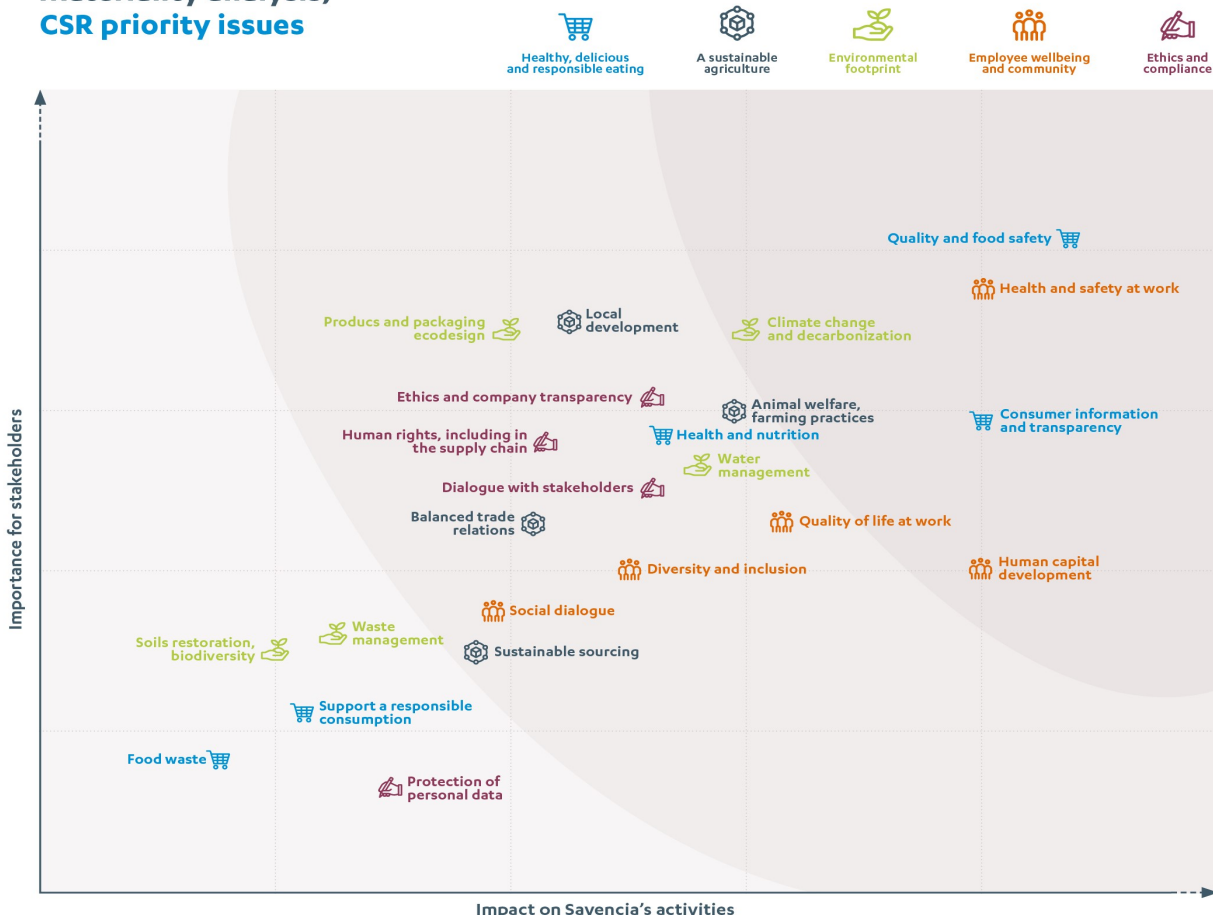 materiality analysis,
CSR priority issues
Healthy, delicious
and responsible eating
A sustainable
agriculture
Environmental
footprint
Employee wellbeing
and community
Ethics and
compliance
Importance for stakeholders
Quality and food safety
Health and safety at work
Producs and packaging
ecodesign
Local
development
Climate change
and decarbonization
Ethics and company transparency
Animal welfare,
farming practices
Consumer information
and transparency
Human rights, including in
the supply chain
Health and nutrition
Water
management
Dialogue with stakeholders
Balanced trade
relations
Quality of life at work
Diversity and inclusion
Human capital
development
Social dialogue
Waste
management
Soils restoration,
biodiversity
Sustainable sourcing
Support a responsible
consumption
Food waste
Protection of
personal data
Impact on Savencia's activities